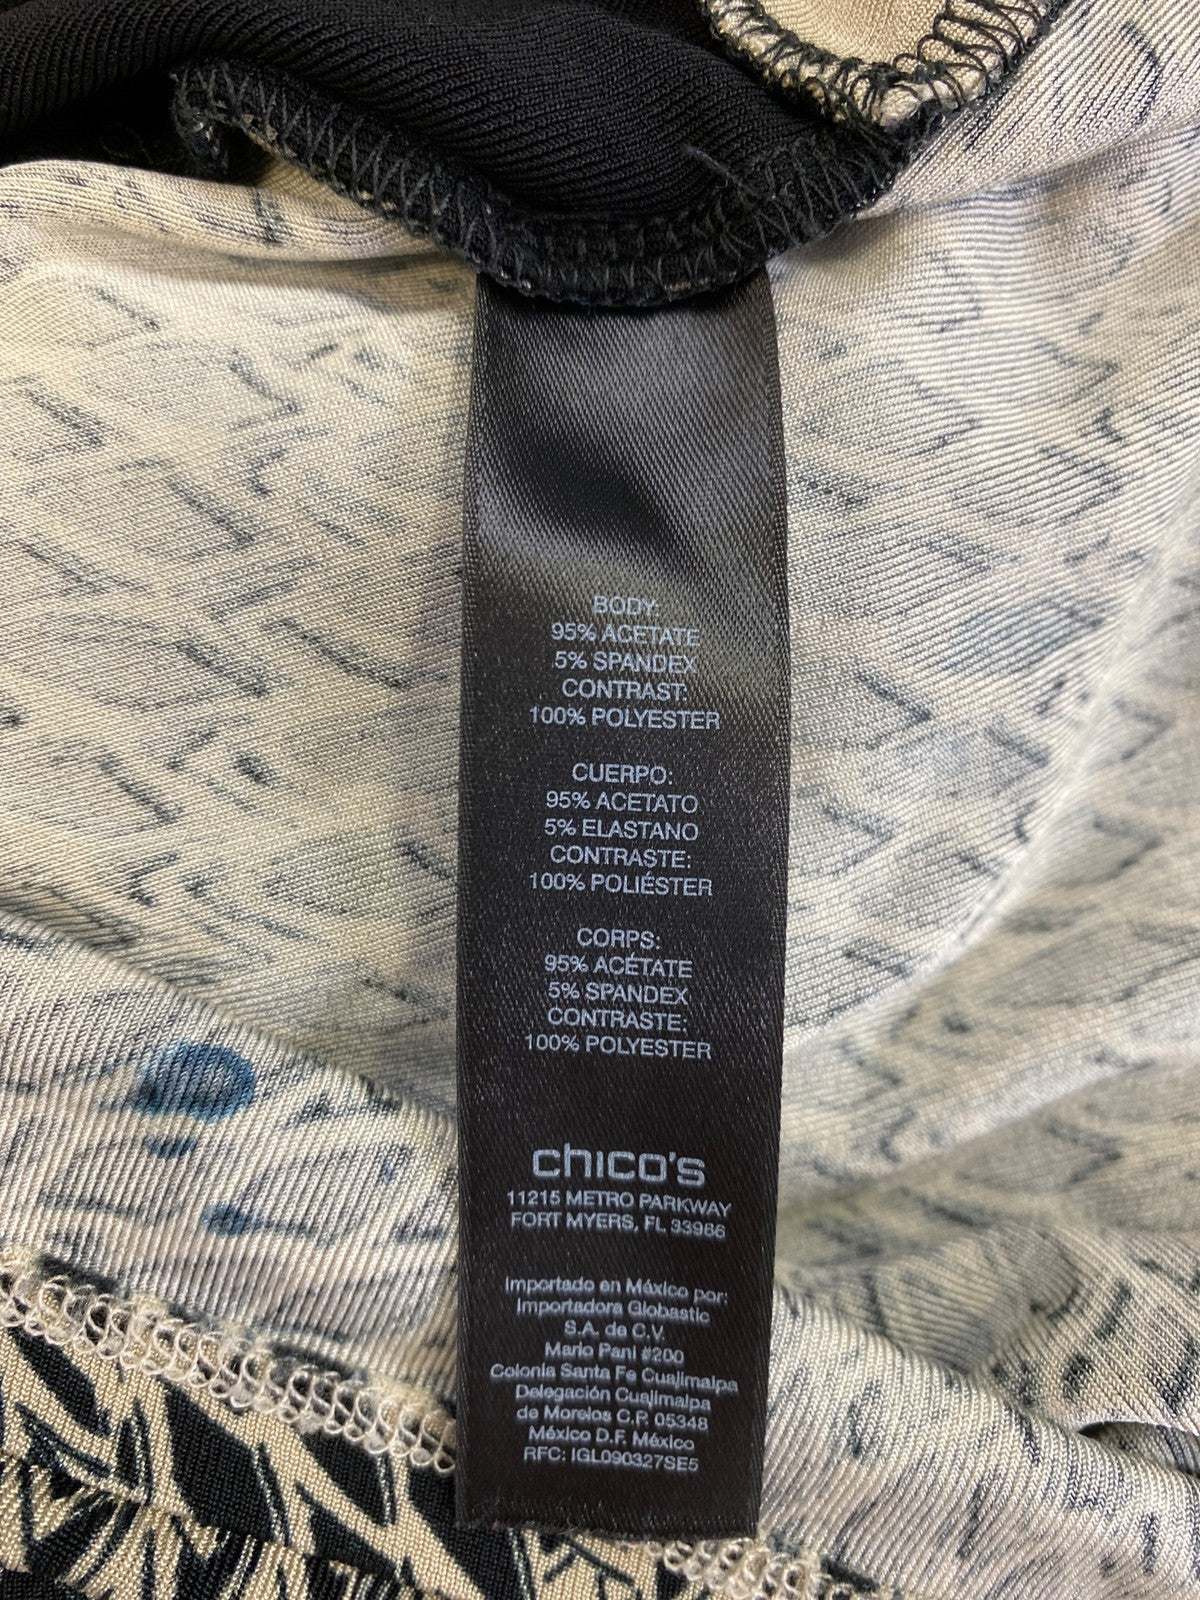 BODY:
95% ACETATE
5% SPANDEX
CONTRAST:
100% POLYESTER
CUERPO:
95% ACETATO
5% ELASTANO
CONTRASTE:
100% POLIÉSTER
CORPS:
95% ACÉTATE
5% SPANDEX
CONTRASTE:
100% POLYESTER
chico's
11215 METRO PARKWAY
FORT MYERS, FL 33966
Importado en México por:
Importadora Globastic
S.A. de C.V.
Mario Pani #200
Colonia Santa Fe Cuajimalpa
Delegación Cuajimalpa
de Morelos C.P. 05348
México D.F. México
RFC: IGL090327SE5